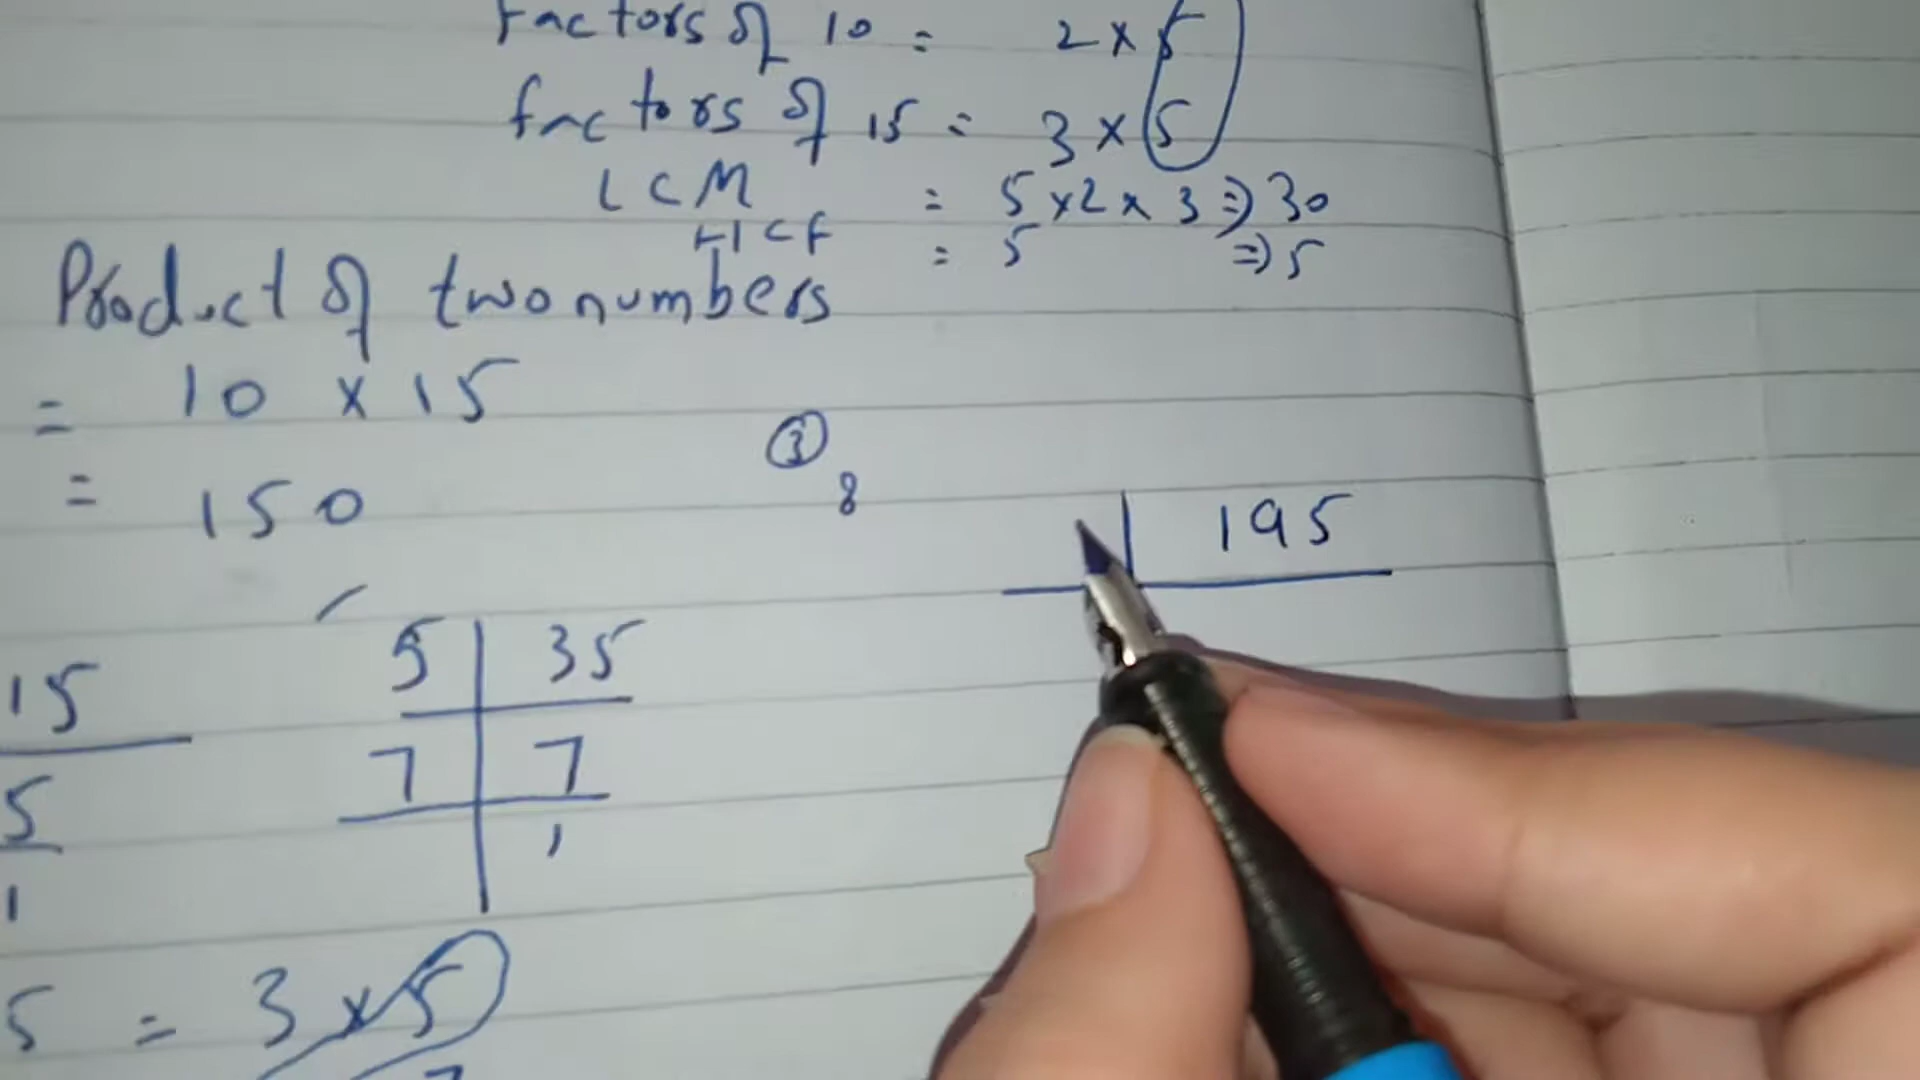 Factors of 10 = 2 x 5
factors of 15 = 3 x 5
LCM = 5 x 2 x 3 => 30
HCF = 5 => 5
Product of two numbers
= 10 x 15
= 150
③
8
195
5 35
7 7
1
15
5
1
5 = 3 x 5